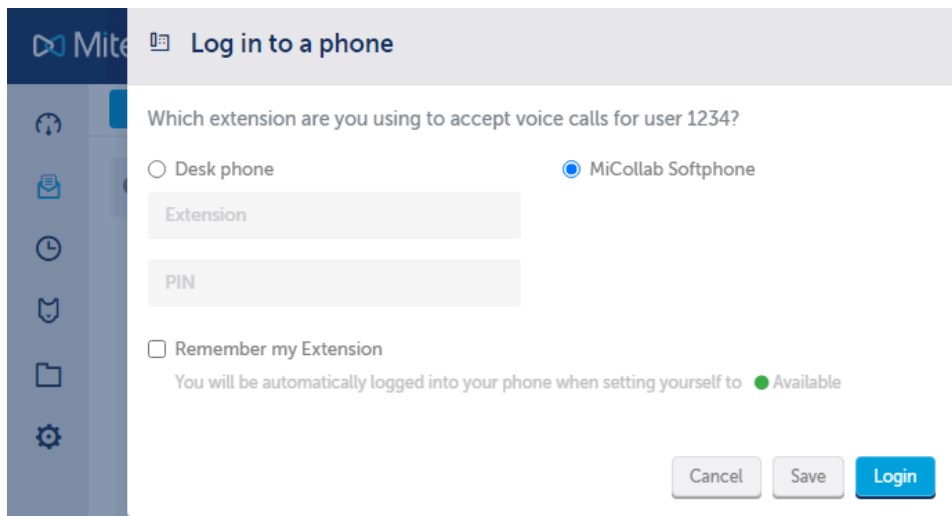 Mite
Log in to a phone
Which extension are you using to accept voice calls for user 1234?
Desk phone
MiCollab Softphone
Extension
PIN
Remember my Extension
You will be automatically logged into your phone when setting yourself to Available
Cancel Save Login